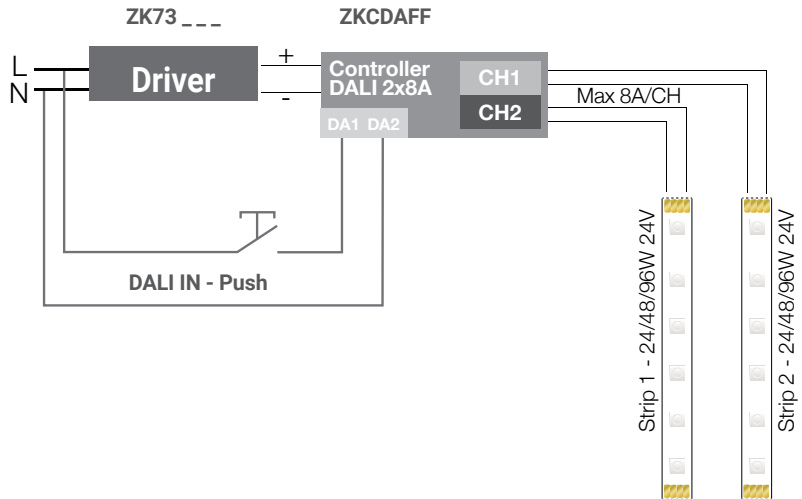 ZK73 _ _ _
ZKCDAFF
L
N
Driver
+
-
Controller
DALI 2x8A
CH1
CH2
DA1 DA2
Max 8A/CH
DALI IN - Push
Strip 1 - 24/48/96W 24V
Strip 2 - 24/48/96W 24V